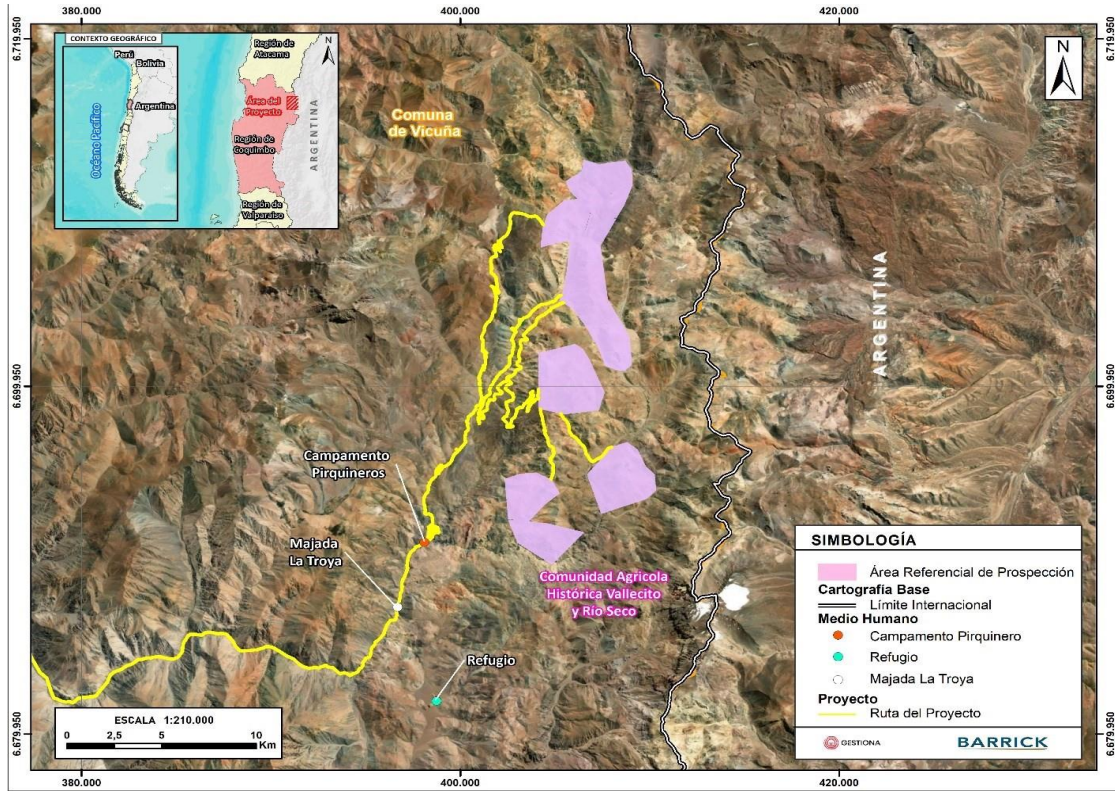 380.000
400.000
420.000
6.719.950
6.719.950
CONTEXTO GEOGRÁFICO
Perú
Bolivia
Argentina
Océano Pacífico
N
Región de
Atacama
Área del
Proyecto
Región de
Coquimbo
ARGENTINA
Región de
Valparaíso
N
Comuna
de Vicuña
ARGENTINA
6.699.950
6.699.950
Campamento
Pirquineros
Majada
La Troya
Comunidad Agrícola
Histórica Vallecito
y Río Seco
Refugio
SIMBOLOGÍA
Área Referencial de Prospección
Cartografía Base
Límite Internacional
Medio Humano
Campamento Pirquinero
Refugio
Majada La Troya
Proyecto
Ruta del Proyecto
GESTIONA
BARRICK
ESCALA 1:210.000
0 2,5 5 10
Km
6.679.950
6.679.950
380.000
400.000
420.000